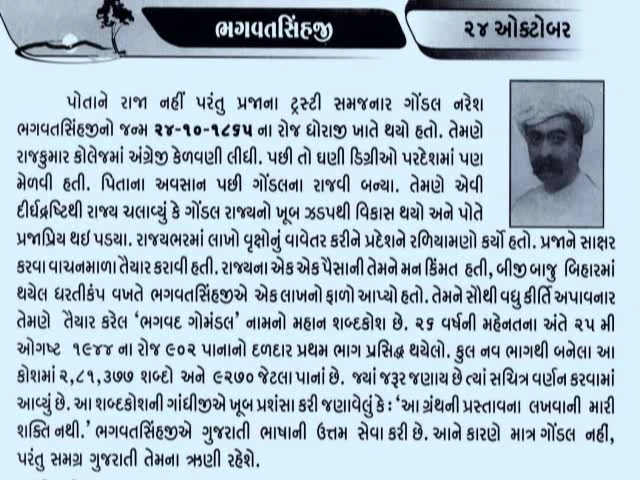 ભગવતસિંહજી
૨૪ ઓક્ટોબર
પોતાને રાજા નહીં પરંતુ પ્રજાના ટ્રસ્ટી સમજનાર ગોંડલ નરેશ
ભગવતસિંહજીનો જન્મ ૨૪-૧૦-૧૮૬૫ ના રોજ ધોરાજી ખાતે થયો હતો. તેમણે
રાજકુમાર કોલેજમાં અંગ્રેજી કેળવણી લીધી. પછી તો ઘણી ડિગ્રીઓ પરદેશમાં પણ
મેળવી હતી. પિતાના અવસાન પછી ગોંડલના રાજવી બન્યા. તેમણે એવી
દીર્ઘદ્રષ્ટિથી રાજ્ય ચલાવ્યું કે ગોંડલ રાજ્યનો ખૂબ ઝડપથી વિકાસ થયો અને પોતે
પ્રજાપ્રિય થઇ પડયા. રાજ્યભરમાં લાખો વૃક્ષોનું વાવેતર કરીને પ્રદેશને રળિયામણો કર્યો હતો. પ્રજાને સાક્ષર
કરવા વાચનમાળા તૈયાર કરાવી હતી. રાજ્યના એક એક પૈસાની તેમને મન કિંમત હતી, બીજી બાજુ બિહારમાં
થયેલ ધરતીકંપ વખતે ભગવતસિંહજીએ એક લાખનો ફાળો આપ્યો હતો. તેમને સૌથી વધુ કીર્તિ અપાવનાર
તેમણે તૈયાર કરેલ ‘ભગવદ ગોમંડલ’ નામનો મહાન શબ્દકોશ છે. ૨૬ વર્ષની મહેનતના અંતે ૨૫ મી
ઓગષ્ટ ૧૯૪૪ ના રોજ ૯૦૨ પાનાનો દળદાર પ્રથમ ભાગ પ્રસિદ્ધ થયેલો. કુલ નવ ભાગથી બનેલા આ
કોશમાં ૨,૮૧,૩૭૭ શબ્દો અને ૯૨૭૦ જેટલા પાનાં છે. જ્યાં જરૂર જણાય છે ત્યાં સચિત્ર વર્ણન કરવામાં
આવ્યું છે. આ શબ્દકોશની ગાંધીજીએ ખૂબ પ્રશંસા કરી જણાવેલું કે : ‘આ ગ્રંથની પ્રસ્તાવના લખવાની મારી
શક્તિ નથી.’ ભગવતસિંહજીએ ગુજરાતી ભાષાની ઉત્તમ સેવા કરી છે. આને કારણે માત્ર ગોંડલ નહીં,
પરંતુ સમગ્ર ગુજરાતી તેમના ઋણી રહેશે.